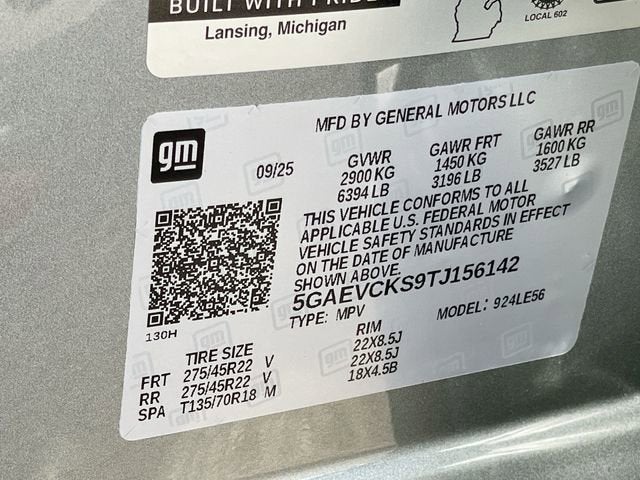 BUILT WITH PRIDE
Lansing, Michigan
LOCAL 602
gm
MFD BY GENERAL MOTORS LLC
09/25
GVWR
2900 KG
6394 LB
GAWR FRT
1450 KG
3196 LB
GAWR RR
1600 KG
3527 LB
THIS VEHICLE CONFORMS TO ALL
APPLICABLE U.S. FEDERAL MOTOR
VEHICLE SAFETY STANDARDS IN EFFECT
ON THE DATE OF MANUFACTURE
SHOWN ABOVE.
5GAEVCKS9TJ156142
TYPE: MPV
MODEL: 924LE56
130H
TIRE SIZE
RIM
FRT 275/45R22 V 22X8.5J
RR 275/45R22 V 22X8.5J
SPA T135/70R18 M 18X4.5B